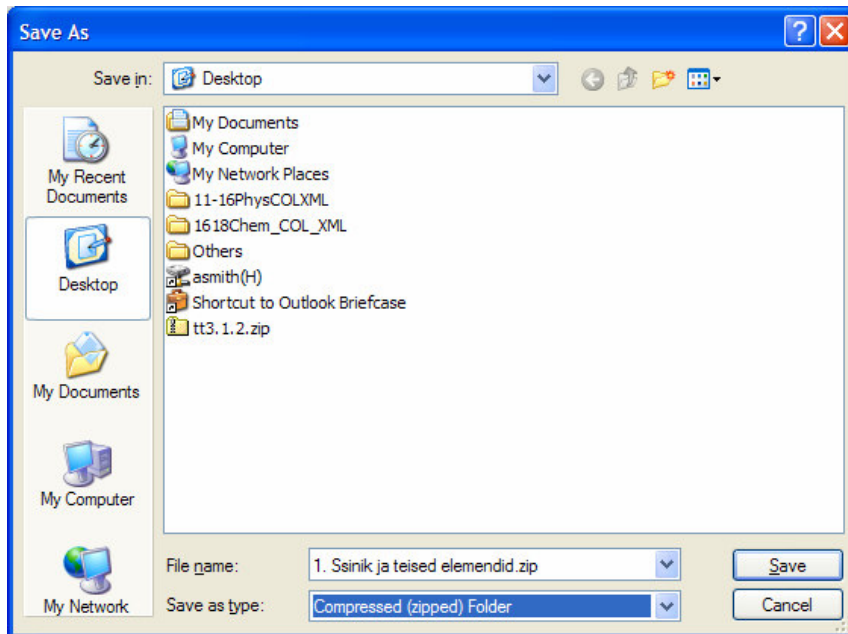 Save As
Save in: Desktop
My Recent Documents
Desktop
My Documents
My Computer
My Network
My Documents
My Computer
My Network Places
11-16PhysCOLXML
1618Chem_COL_XML
Others
asmith(H)
Shortcut to Outlook Briefcase
tt3.1.2.zip
File name: 1. Ssinik ja teised elemendid.zip Save
Save as type: Compressed (zipped) Folder Cancel